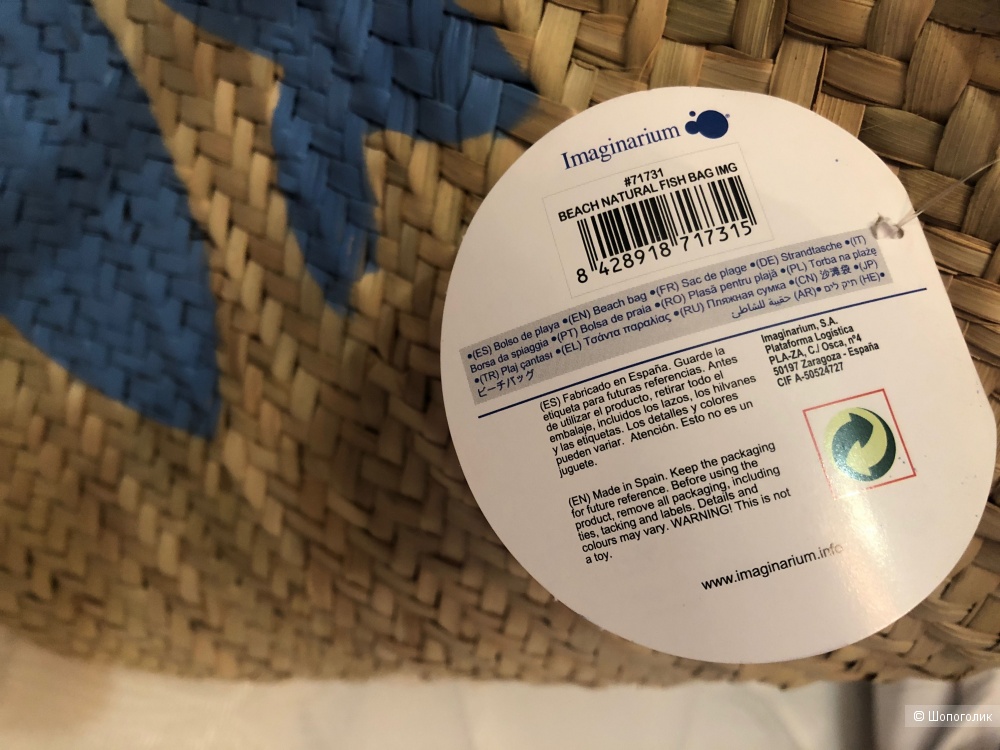 Imaginarium
#71731
BEACH NATURAL FISH BAG IMG
8 428918 717315
•(ES) Bolso de playa •(EN) Beach bag •(FR) Sac de plage •(DE) Strandtasche •(IT)
Borsa da spiaggia •(PT) Bolsa de praia •(RO) Plasă pentru plajă •(PL) Torba na plażę
•(TR) Plaj çantası •(EL) Τσάντα παραλίας •(RU) Пляжная сумка •(CN) 沙滩袋 •(JP)
ビーチバッグ (AR)• حقيبة للشاطئ (HE)• תיק לים
(ES) Fabricado en España. Guarde la
etiqueta para futuras referencias. Antes
de utilizar el producto, retirar todo el
embalaje, incluidos los lazos, los hilvanes
y las etiquetas. Los detalles y colores
pueden variar. Atención. Esto no es un
juguete.
Imaginarium, S.A.
Plataforma Logística
PLA-ZA, C./ Osca, nº4
50197 Zaragoza - España
CIF A-50524727
(EN) Made in Spain. Keep the packaging
for future reference. Before using the
product, remove all packaging, including
ties, tacking and labels. Details and
colours may vary. WARNING! This is not
a toy.
www.imaginarium.info
© Шопоголик